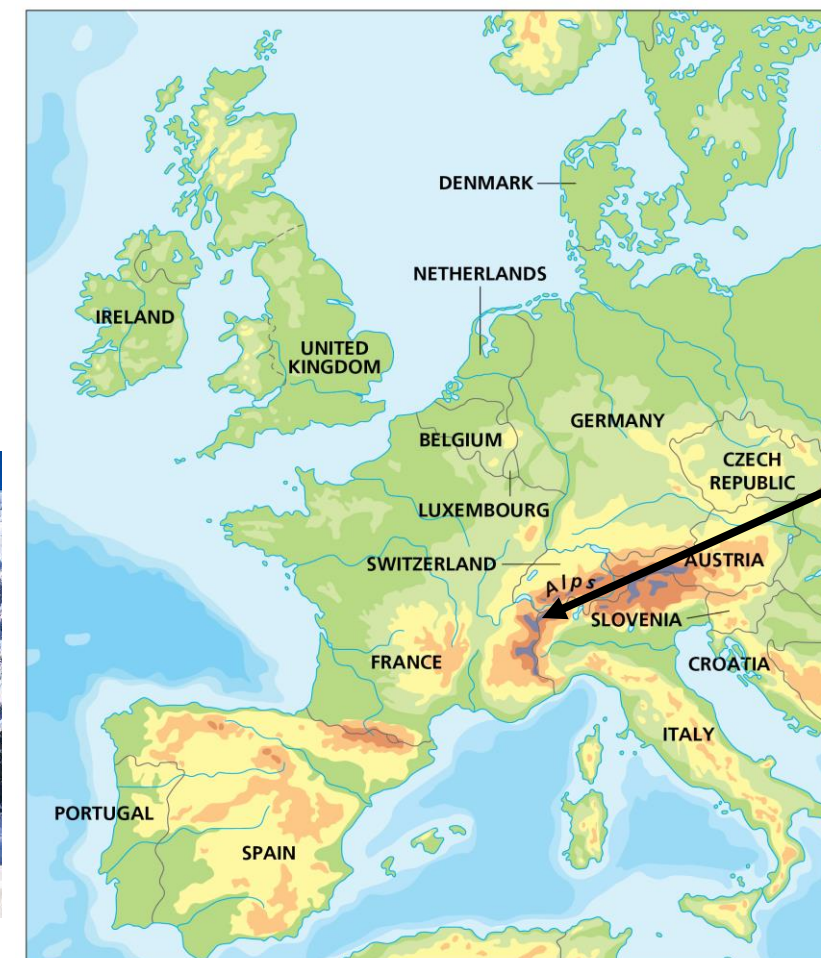 DENMARK
NETHERLANDS
IRELAND
UNITED
KINGDOM
GERMANY
BELGIUM
CZECH
REPUBLIC
LUXEMBOURG
SWITZERLAND
AUSTRIA
Alps
SLOVENIA
FRANCE
CROATIA
ITALY
PORTUGAL
SPAIN